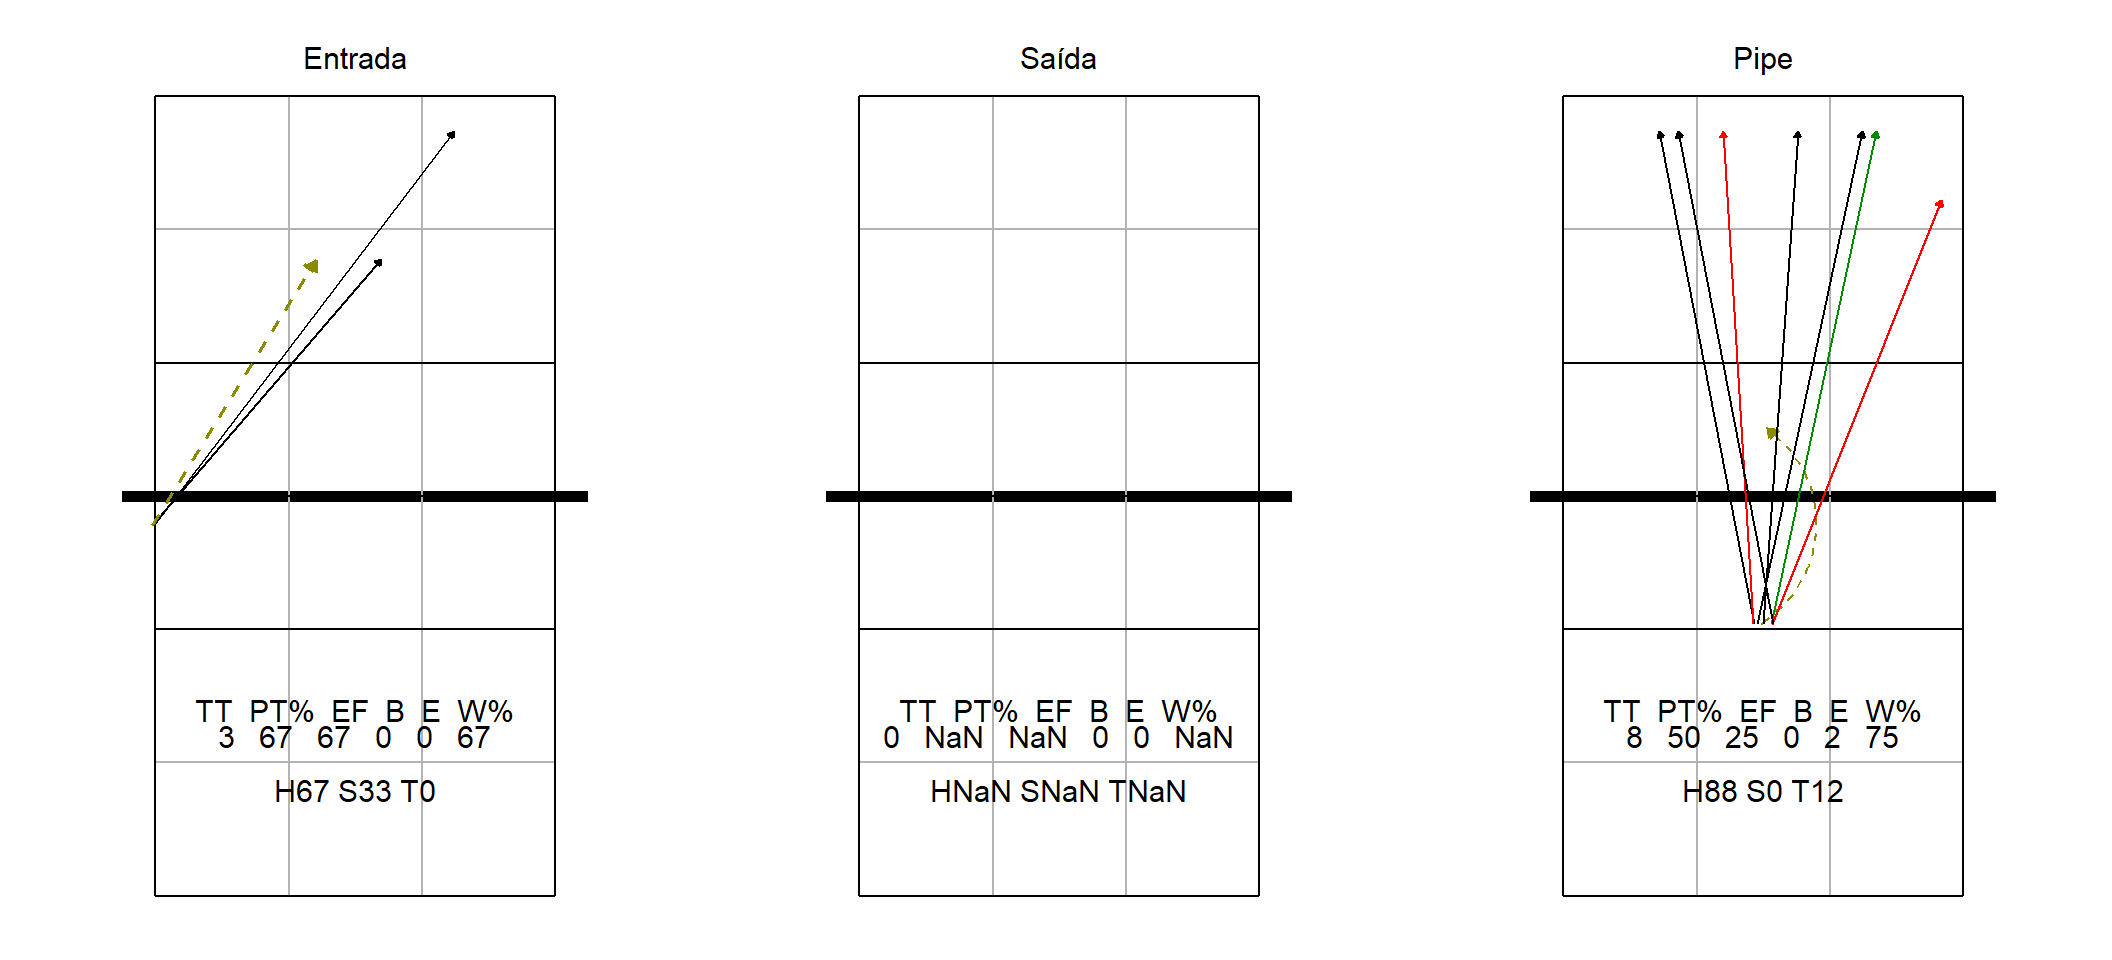 Entrada
TT PT% EF B E W%
3 67 67 0 0 67
H67 S33 T0
Saída
TT PT% EF B E W%
0 NaN NaN 0 0 NaN
HNaN SNaN TNaN
Pipe
TT PT% EF B E W%
8 50 25 0 2 75
H88 S0 T12